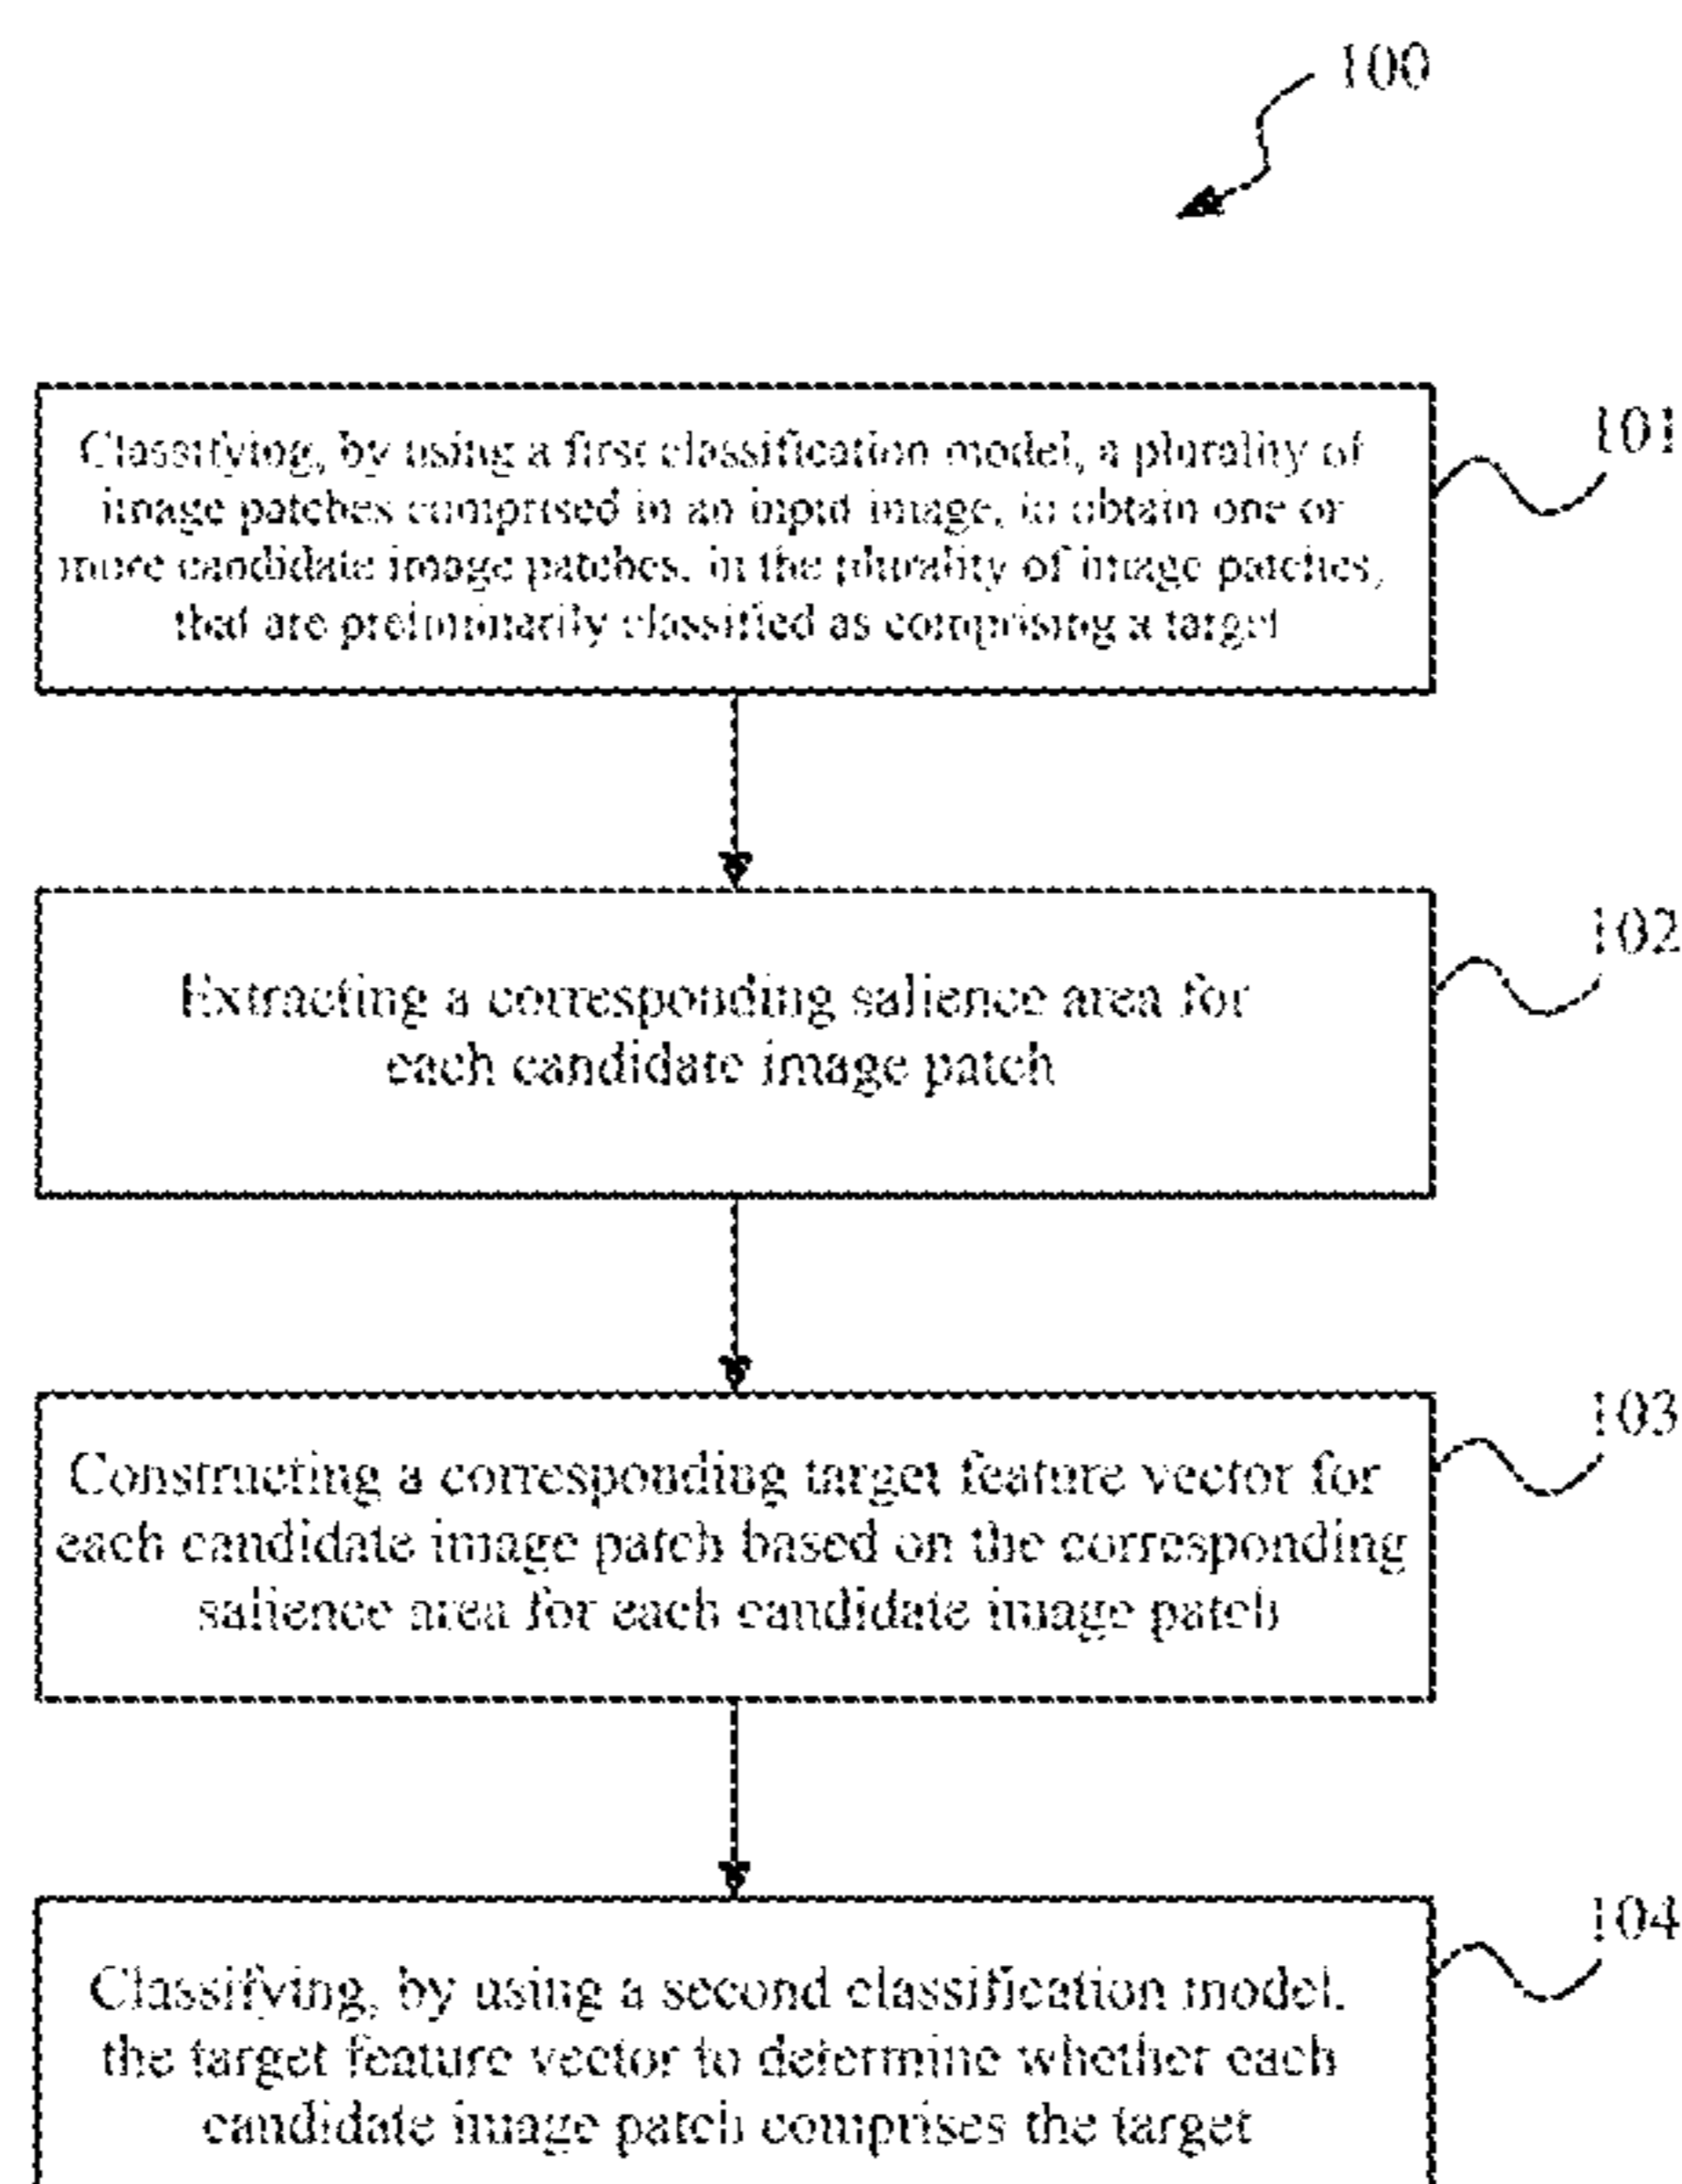 100
Classifying, by using a first classification model, a plurality of
image patches comprised in an input image, to obtain one or
more candidate image patches, in the plurality of image patches,
that are preliminarily classified as comprising a target
101
Extracting a corresponding salience area for
each candidate image patch
102
Constructing a corresponding target feature vector for
each candidate image patch based on the corresponding
salience area for each candidate image patch
103
Classifying, by using a second classification model,
the target feature vector to determine whether each
candidate image patch comprises the target
104